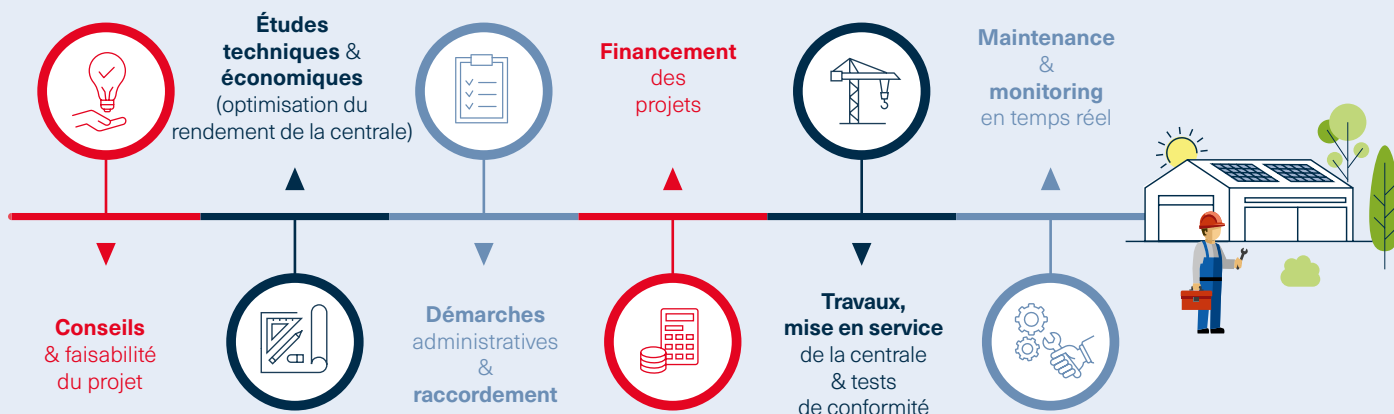 Conseils
& faisabilité
du projet
Études
techniques &
économiques
(optimisation du
rendement de la centrale)
Démarches
administratives
&
raccordement
Financement
des
projets
Travaux,
mise en service
de la centrale
& tests
de conformité
Maintenance
&
monitoring
en temps réel